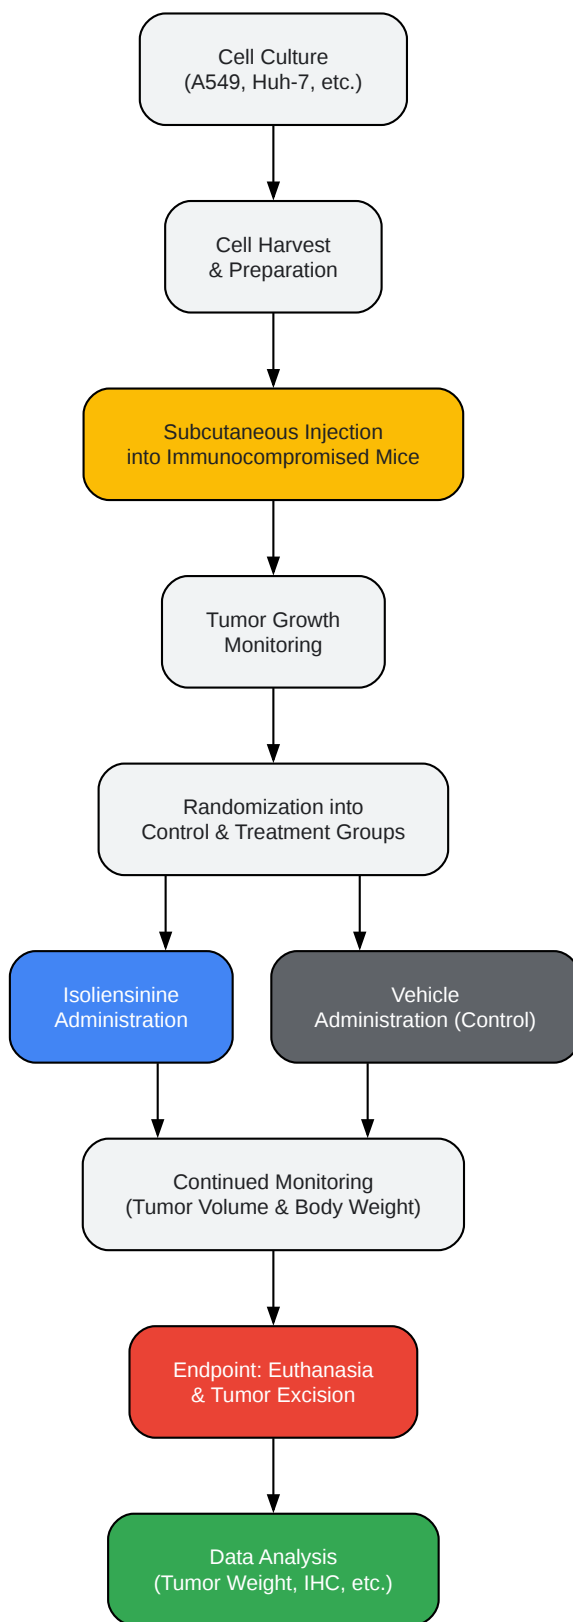 Cell Culture
(A549, Huh-7, etc.)
Cell Harvest
& Preparation
Subcutaneous Injection
into Immunocompromised Mice
Tumor Growth
Monitoring
Randomization into
Control & Treatment Groups
Isoliensinine
Administration
Vehicle
Administration (Control)
Continued Monitoring
(Tumor Volume & Body Weight)
Endpoint: Euthanasia
& Tumor Excision
Data Analysis
(Tumor Weight, IHC, etc.)